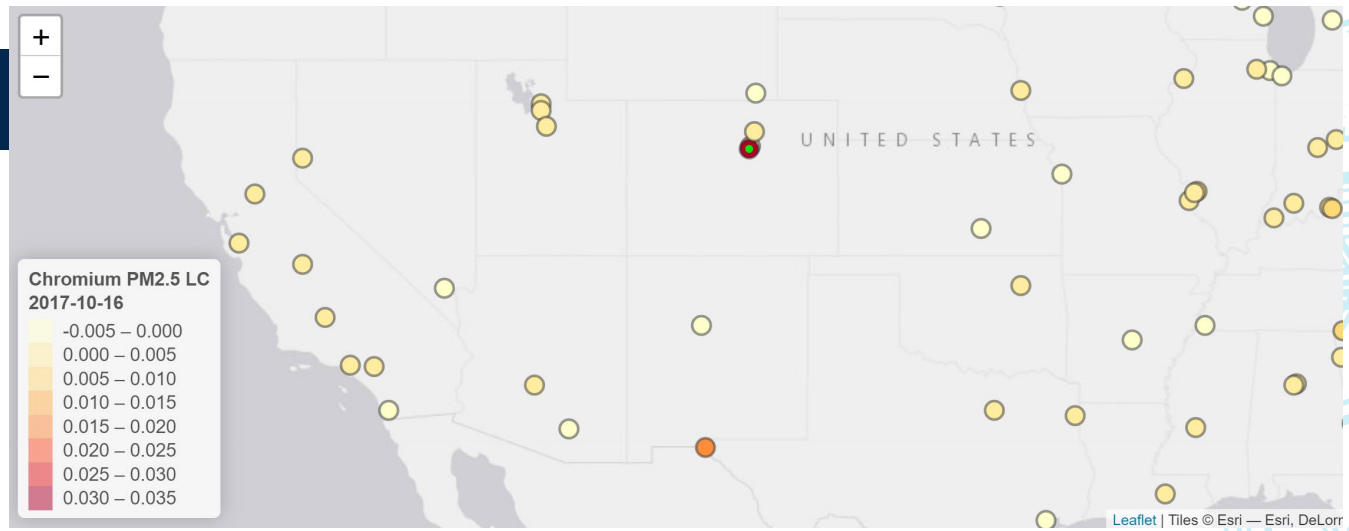 +
−
UNITED STATES
Chromium PM2.5 LC
2017-10-16
-0.005 – 0.000
0.000 – 0.005
0.005 – 0.010
0.010 – 0.015
0.015 – 0.020
0.020 – 0.025
0.025 – 0.030
0.030 – 0.035
Leaflet | Tiles © Esri — Esri, DeLorr